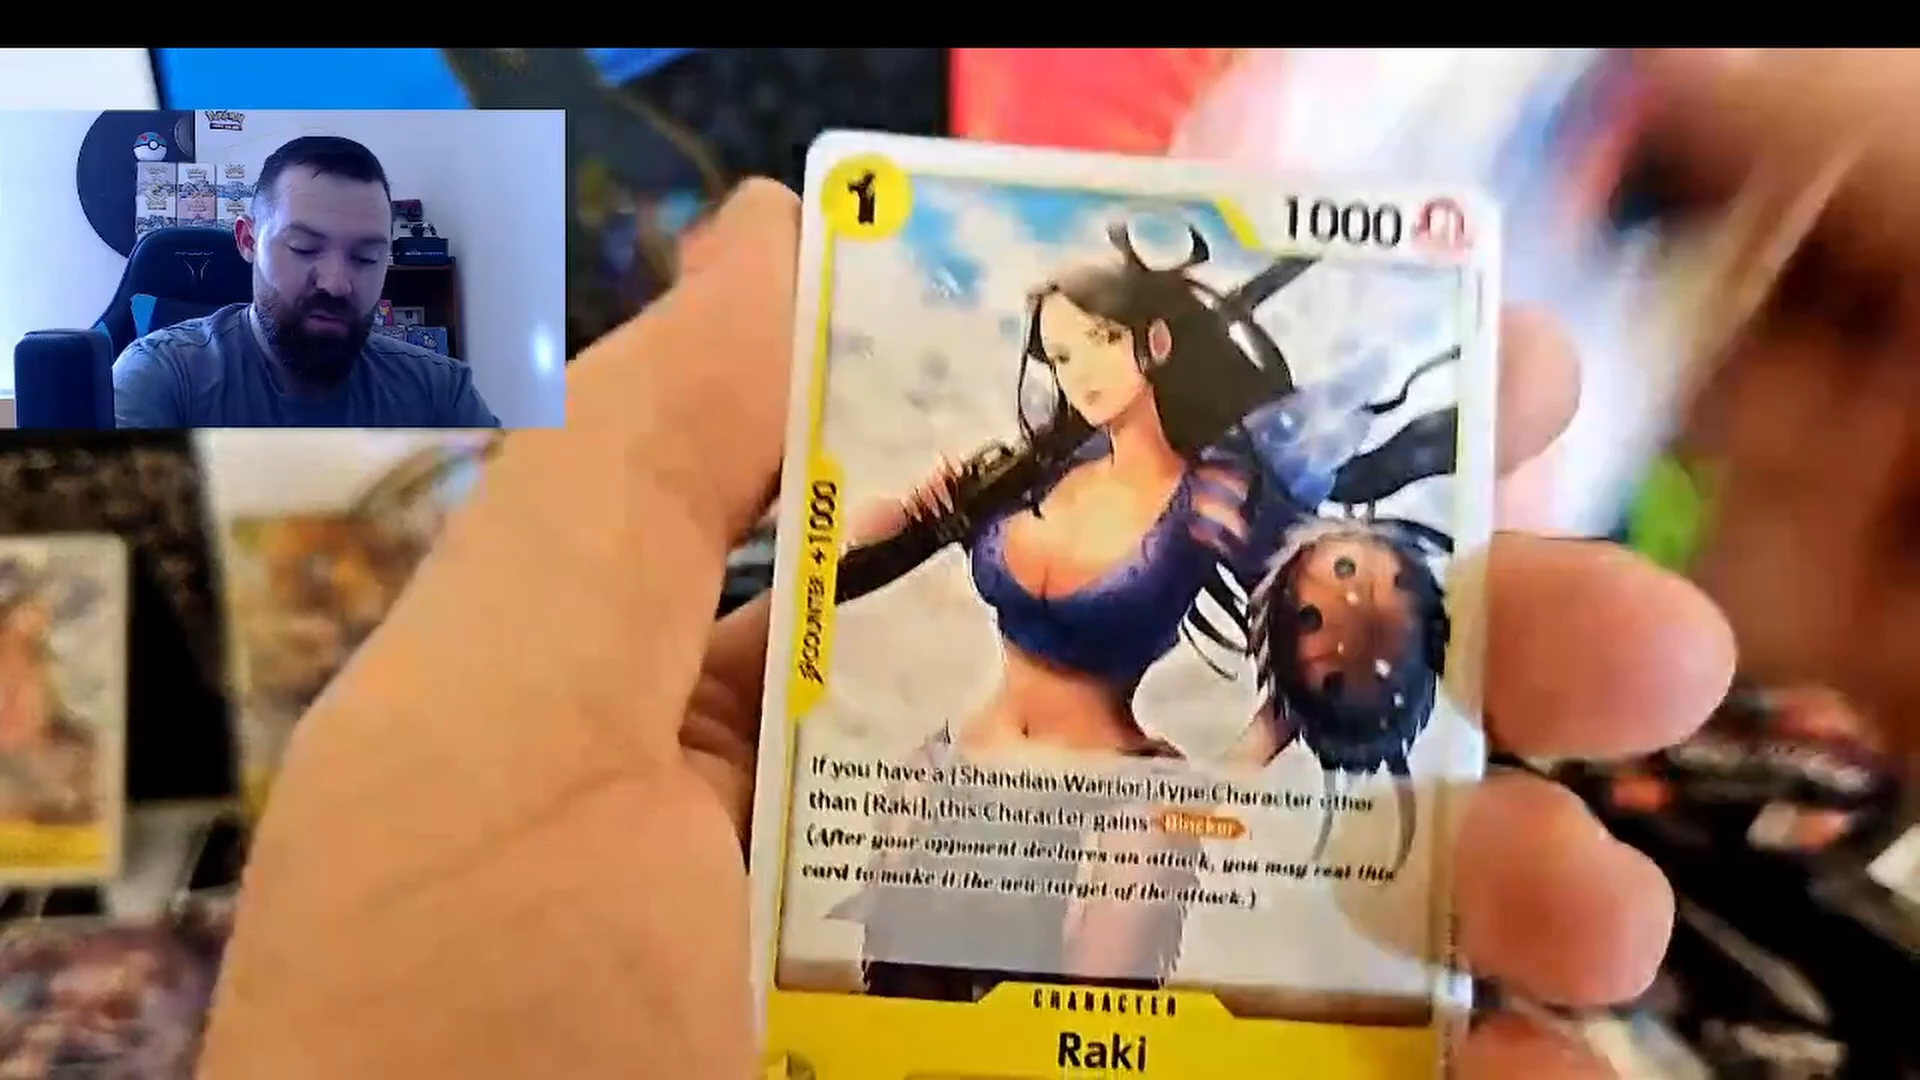 1
1000
COUNTER +1000
If you have a [Shandian Warrior] type Character other
than [Raki], this Character gains Blocker.
(After your opponent declares an attack, you may rest this
card to make it the new target of the attack.)
CHARACTER
Raki